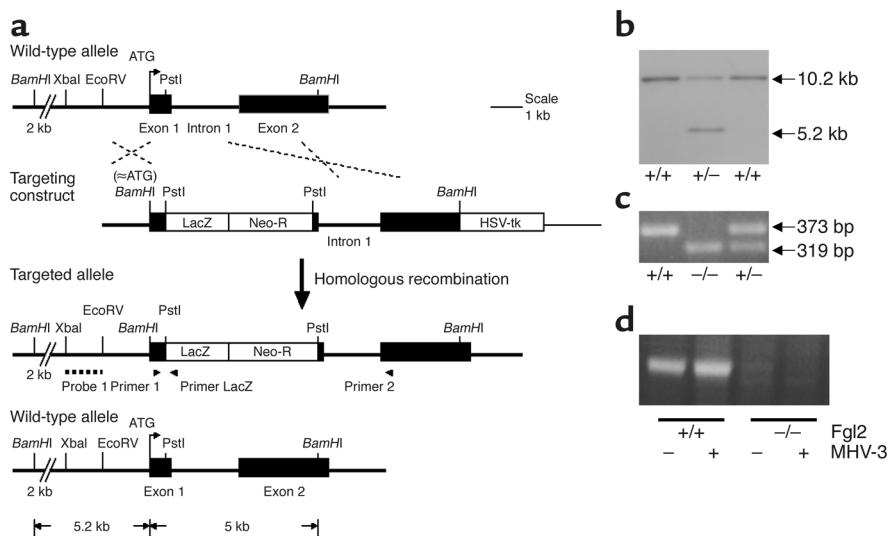 a
Wild-type allele
ATG
BamHI XbaI EcoRV PstI BamHI
2 kb Exon 1 Intron 1 Exon 2
Scale
1 kb
(≈ATG)
Targeting
construct
BamHI PstI PstI BamHI
LacZ Neo-R HSV-tk
Intron 1
Homologous recombination
Targeted allele
EcoRV PstI
BamHI XbaI BamHI PstI BamHI
LacZ Neo-R
2 kb
Probe 1 Primer 1 Primer LacZ Primer 2
Wild-type allele
ATG
BamHI XbaI EcoRV PstI BamHI
2 kb Exon 1 Exon 2
5.2 kb 5 kb
b
10.2 kb
5.2 kb
+/+ +/− +/+
c
373 bp
319 bp
+/+ −/− +/−
d
+/+ −/− Fgl2
− + − + MHV-3